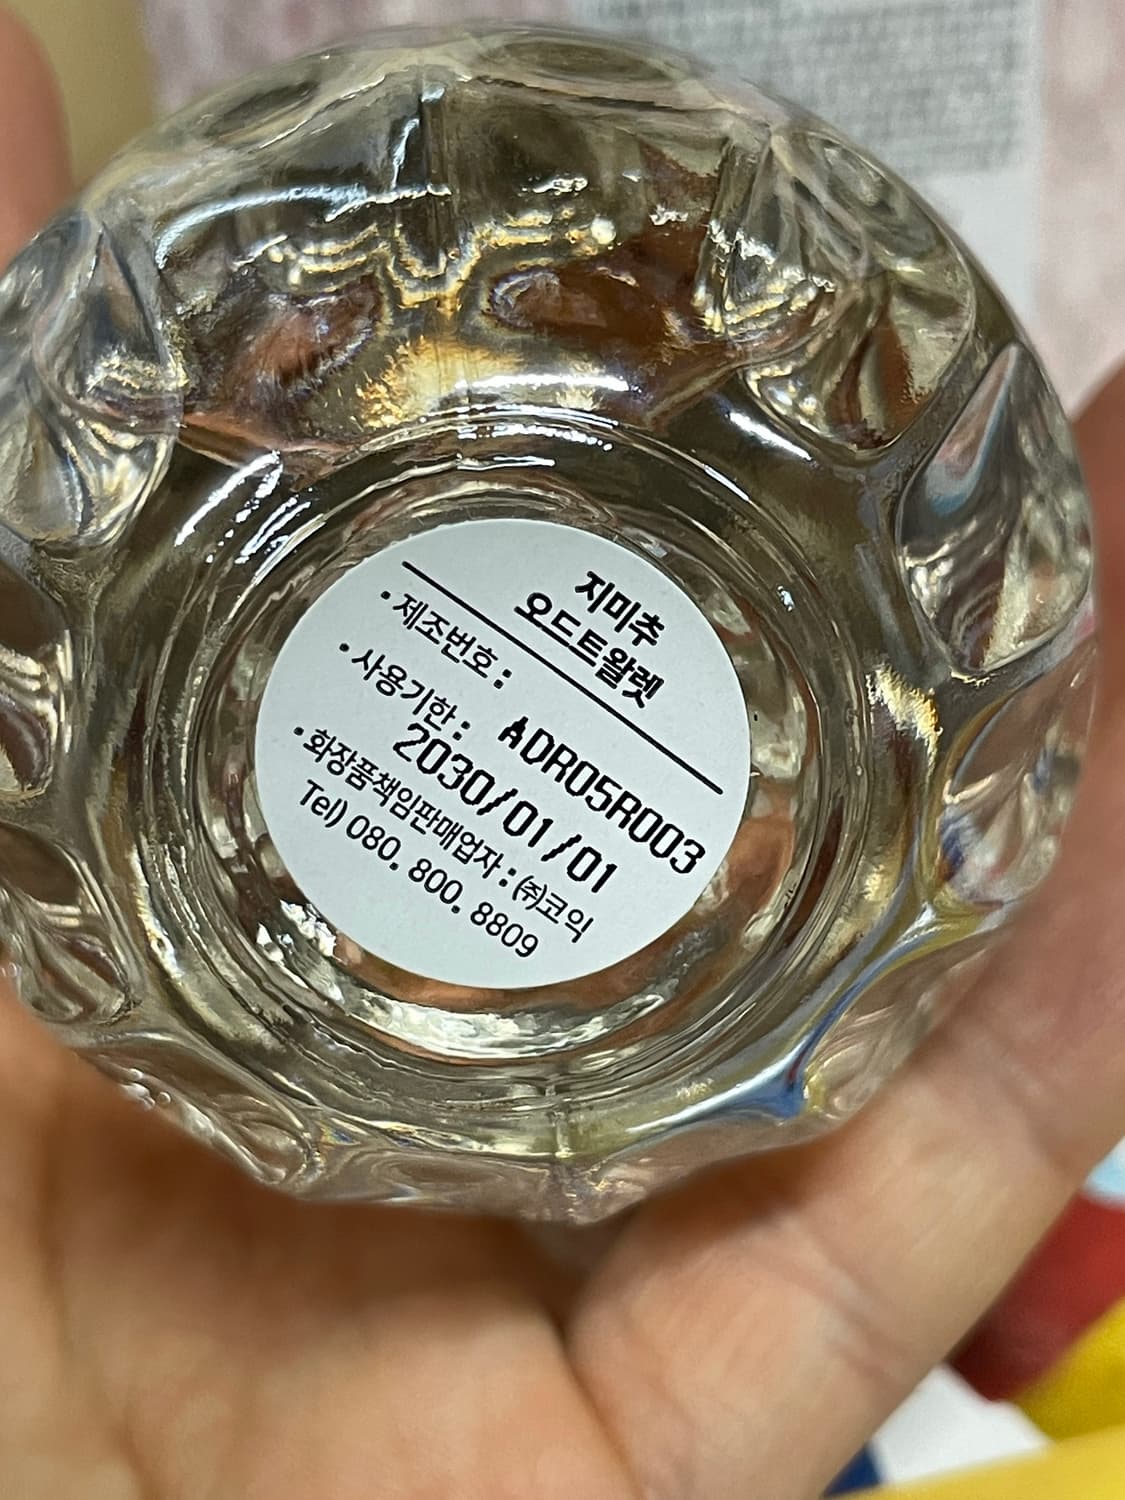 지미추
오드트왈렛
• 제조번호 : ADR05R003
• 사용기한 : 2030/01/01
• 화장품책임판매업자 : ㈜코익
Tel) 080. 800. 8809